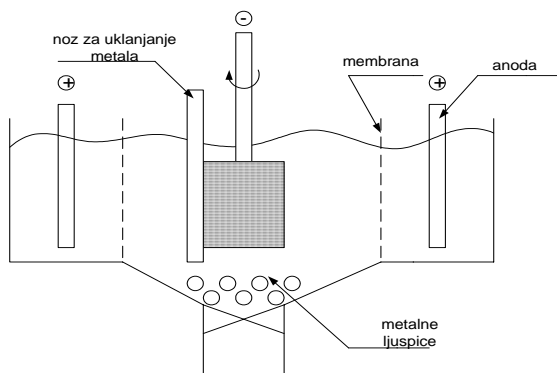 -
noz za uklanjanje
metala
membrana
anoda
+
+
metalne
ljuspice